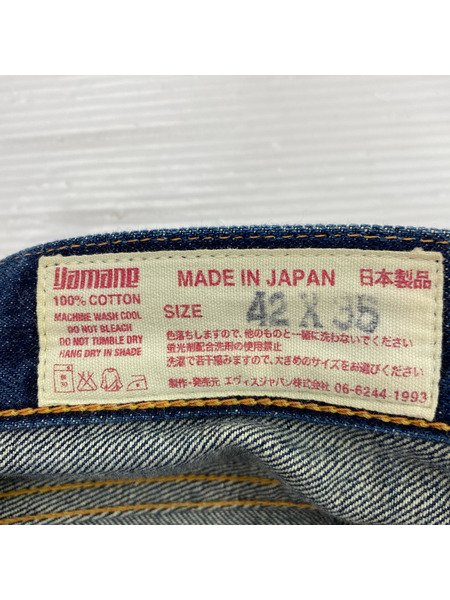 Yamane
MADE IN JAPAN 日本製品
100% COTTON
SIZE 42 X 35
MACHINE WASH COOL
DO NOT BLEACH
DO NOT TUMBLE DRY
HANG DRY IN SHADE
色落ちしますので、他のものと一緒に洗わないでください
蛍光剤配合洗剤の使用禁止
洗濯で若干縮みますので、大きめのサイズをお選びください
製作・発売元 エヴィスジャパン株式会社 06-6244-1993